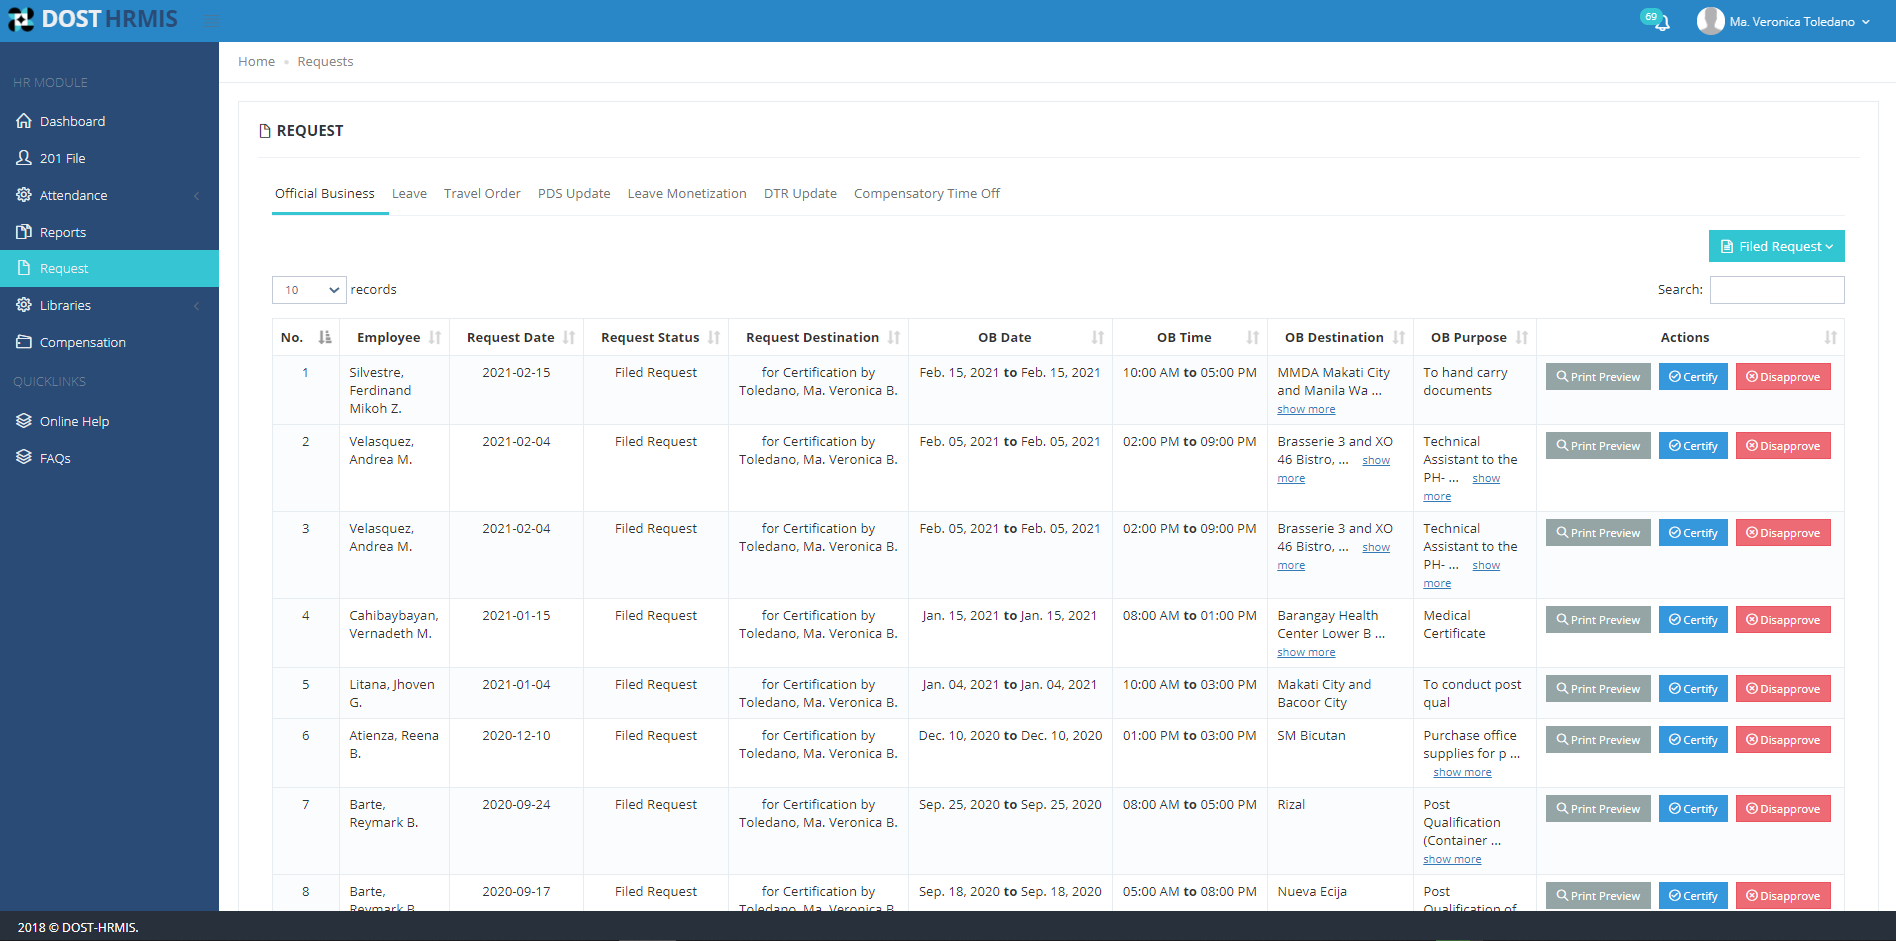 DOST HRMIS
69
Ma. Veronica Toledano
HR MODULE
Dashboard
201 File
Attendance
Reports
Request
Libraries
Compensation
QUICKLINKS
Online Help
FAQs
Home • Requests
REQUEST
Official Business Leave Travel Order PDS Update Leave Monetization DTR Update Compensatory Time Off
Filed Request
10 records
Search:
No. Employee Request Date Request Status Request Destination OB Date OB Time OB Destination OB Purpose Actions
1 Silvestre, 2021-02-15 Filed Request for Certification by Feb. 15, 2021 to Feb. 15, 2021 10:00 AM to 05:00 PM MMDA Makati City To hand carry Print Preview Certify Disapprove
Ferdinand Toledano, Ma. Veronica B. and Manila Wa ... documents
Mikoh Z. show more
2 Velasquez, 2021-02-04 Filed Request for Certification by Feb. 05, 2021 to Feb. 05, 2021 02:00 PM to 09:00 PM Brasserie 3 and XO Technical Print Preview Certify Disapprove
Andrea M. Toledano, Ma. Veronica B. 46 Bistro, ... show Assistant to the
more PH- ... show
more
3 Velasquez, 2021-02-04 Filed Request for Certification by Feb. 05, 2021 to Feb. 05, 2021 02:00 PM to 09:00 PM Brasserie 3 and XO Technical Print Preview Certify Disapprove
Andrea M. Toledano, Ma. Veronica B. 46 Bistro, ... show Assistant to the
more PH- ... show
more
4 Cahibaybayan, 2021-01-15 Filed Request for Certification by Jan. 15, 2021 to Jan. 15, 2021 08:00 AM to 01:00 PM Barangay Health Medical Print Preview Certify Disapprove
Vernadeth M. Toledano, Ma. Veronica B. Center Lower B ... Certificate
show more
5 Litana, Jhoven 2021-01-04 Filed Request for Certification by Jan. 04, 2021 to Jan. 04, 2021 10:00 AM to 03:00 PM Makati City and To conduct post Print Preview Certify Disapprove
G. Toledano, Ma. Veronica B. Bacoor City qual
6 Atienza, Reena 2020-12-10 Filed Request for Certification by Dec. 10, 2020 to Dec. 10, 2020 01:00 PM to 03:00 PM SM Bicutan Purchase office Print Preview Certify Disapprove
B. Toledano, Ma. Veronica B. supplies for p ...
show more
7 Barte, 2020-09-24 Filed Request for Certification by Sep. 25, 2020 to Sep. 25, 2020 08:00 AM to 05:00 PM Rizal Post Print Preview Certify Disapprove
Reymark B. Toledano, Ma. Veronica B. Qualification
(Container ...
show more
8 Barte, 2020-09-17 Filed Request for Certification by Sep. 18, 2020 to Sep. 18, 2020 05:00 AM to 08:00 PM Nueva Ecija Post Print Preview Certify Disapprove
Reymark B. Toledano, Ma. Veronica B. Qualification of
2018 © DOST-HRMIS.